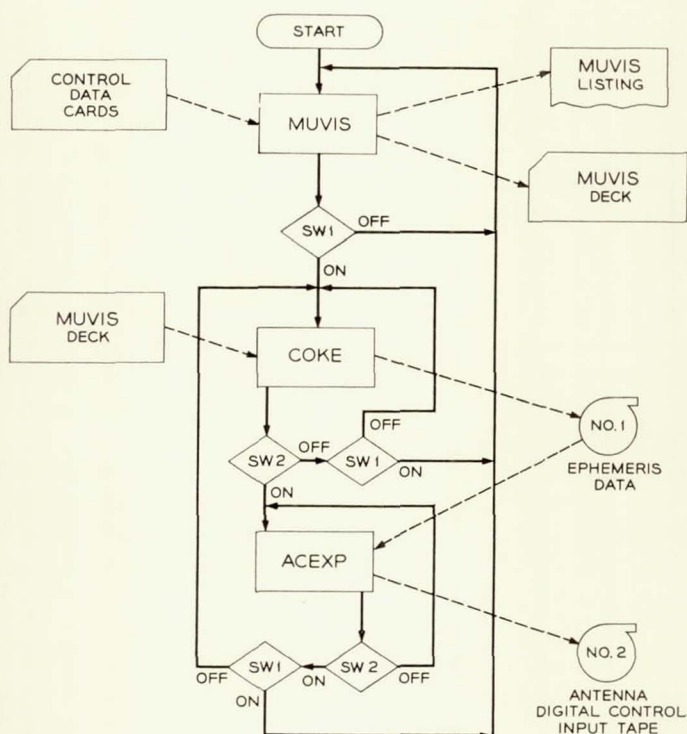 START
CONTROL
DATA
CARDS
MUVIS
MUVIS
LISTING
MUVIS
DECK
SW1
OFF
ON
MUVIS
DECK
COKE
NO. 1
EPHEMERIS
DATA
OFF
SW2
OFF
SW1
ON
ON
ACEXP
SW1
OFF
ON
SW2
ON
OFF
NO. 2
ANTENNA
DIGITAL CONTROL
INPUT TAPE